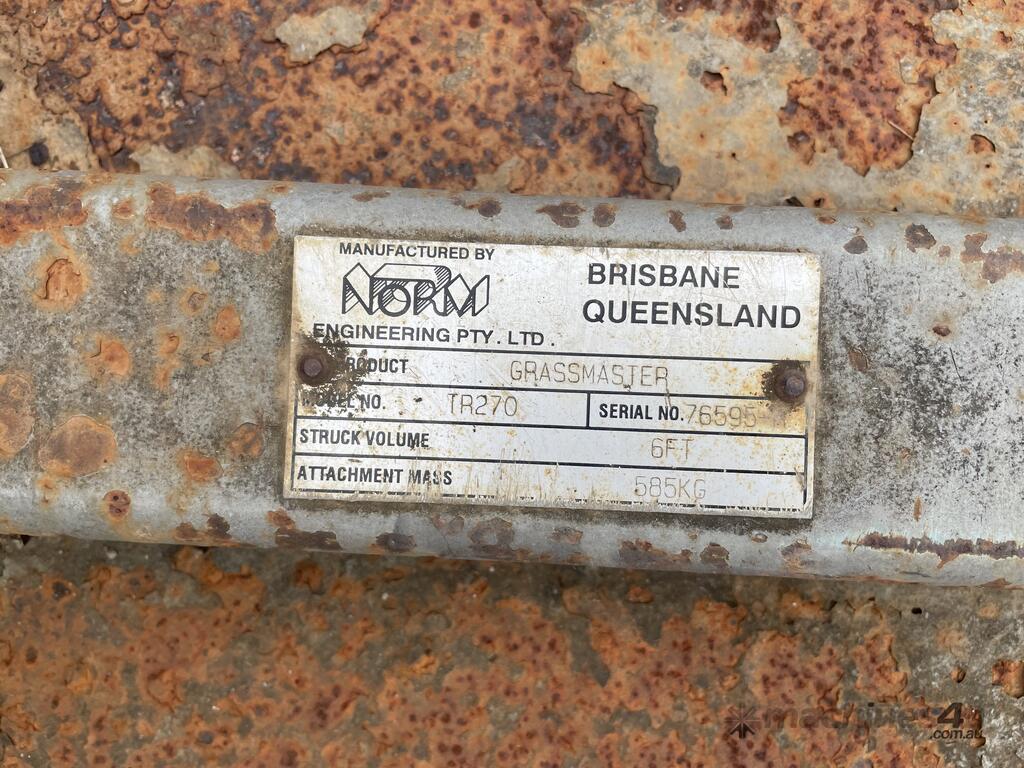 MANUFACTURED BY
NORM
ENGINEERING PTY. LTD.
BRISBANE
QUEENSLAND
PRODUCT GRASSMASTER
MODEL NO. TR270 SERIAL NO. 76595
STRUCK VOLUME 6FT
ATTACHMENT MASS 585KG
machines4
.com.au